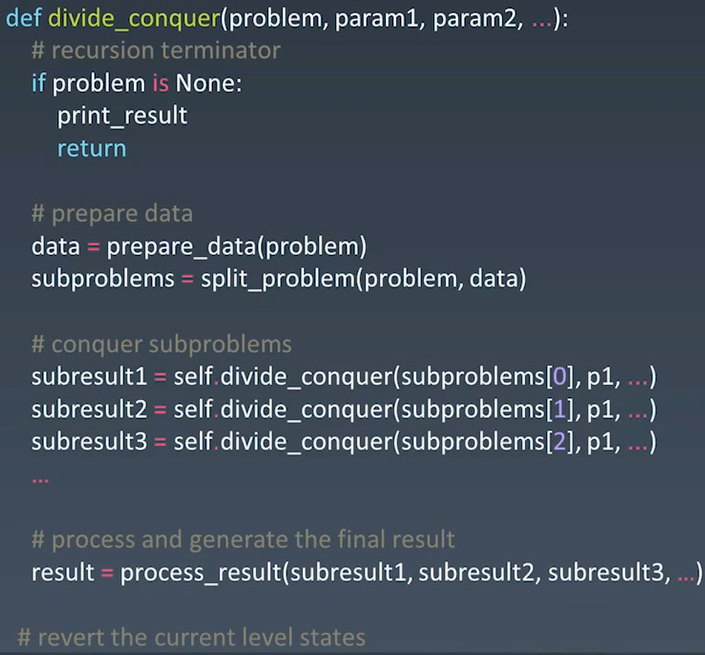 def divide_conquer(problem, param1, param2, ...):
# recursion terminator
if problem is None:
print_result
return
# prepare data
data = prepare_data(problem)
subproblems = split_problem(problem, data)
# conquer subproblems
subresult1 = self.divide_conquer(subproblems[0], p1, ...)
subresult2 = self.divide_conquer(subproblems[1], p1, ...)
subresult3 = self.divide_conquer(subproblems[2], p1, ...)
...
# process and generate the final result
result = process_result(subresult1, subresult2, subresult3, ...)
# revert the current level states